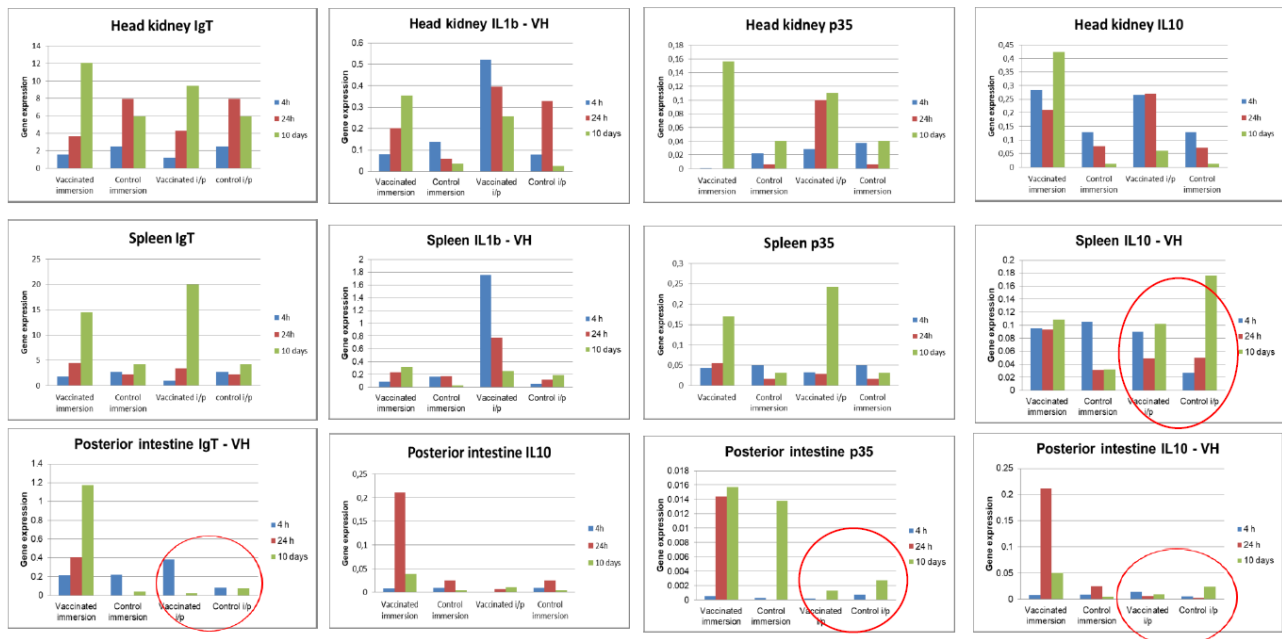 Head kidney IgT
Gene expression
14
12
10
8
6
4
2
0
Vaccinated immersion
Control immersion
Vaccinated i/p
control i/p
4h
24h
10 days
Head kidney IL1b - VH
Gene expression
0.6
0.5
0.4
0.3
0.2
0.1
0
Vaccinated immersion
Control immersion
Vaccinated i/p
Control i/p
4 h
24 h
10 days
Head kidney p35
Gene expression
0,18
0,16
0,14
0,12
0,1
0,08
0,06
0,04
0,02
0
Vaccinated immersion
Control immersion
Vaccinated i/p
Control i/p
4h
24h
10 days
Head kidney IL10
Gene expression
0,45
0,4
0,35
0,3
0,25
0,2
0,15
0,1
0,05
0
Vaccinated immersion
Control immersion
Vaccinated i/p
Control immersion
4h
24h
10 days
Spleen IgT
Gene expression
25
20
15
10
5
0
Vaccinated immersion
Control immersion
Vaccinated i/p
Control i/p
4h
24h
10 days
Spleen IL1b - VH
Gene expression
2
1.8
1.6
1.4
1.2
1
0.8
0.6
0.4
0.2
0
Vaccinated immersion
Control immersion
Vaccinated i/p
Control i/p
4 h
24 h
10 days
Spleen p35
Gene expression
0,3
0,25
0,2
0,15
0,1
0,05
0
Vaccinated
Control immersion
Vaccinated i/p
Control immersion
4h
24h
10 days
Spleen IL10 - VH
Gene expression
0.2
0.18
0.16
0.14
0.12
0.1
0.08
0.06
0.04
0.02
0
Vaccinated immersion
Control immersion
Vaccinated i/p
Control i/p
4 h
24 h
10 days
Posterior intestine IgT - VH
Gene expression
1.4
1.2
1
0.8
0.6
0.4
0.2
0
Vaccinated immersion
Control immersion
Vaccinated i/p
Control i/p
4 h
24 h
10 days
Posterior intestine IL10
Gene expression
0,25
0,2
0,15
0,1
0,05
0
Vaccinated immersion
Control immersion
Vaccinated i/p
Control immersion
4h
24h
10 days
Posterior intestine p35
Gene expression
0.018
0.016
0.014
0.012
0.01
0.008
0.006
0.004
0.002
0
Vaccinated immersion
Control immersion
Vaccinated i/p
Control i/p
4 h
24 h
10 days
Posterior intestine IL10 - VH
Gene expression
0.25
0.2
0.15
0.1
0.05
0
Vaccinated immersion
Control immersion
Vaccinated i/p
Control i/p
4 h
24 h
10 days